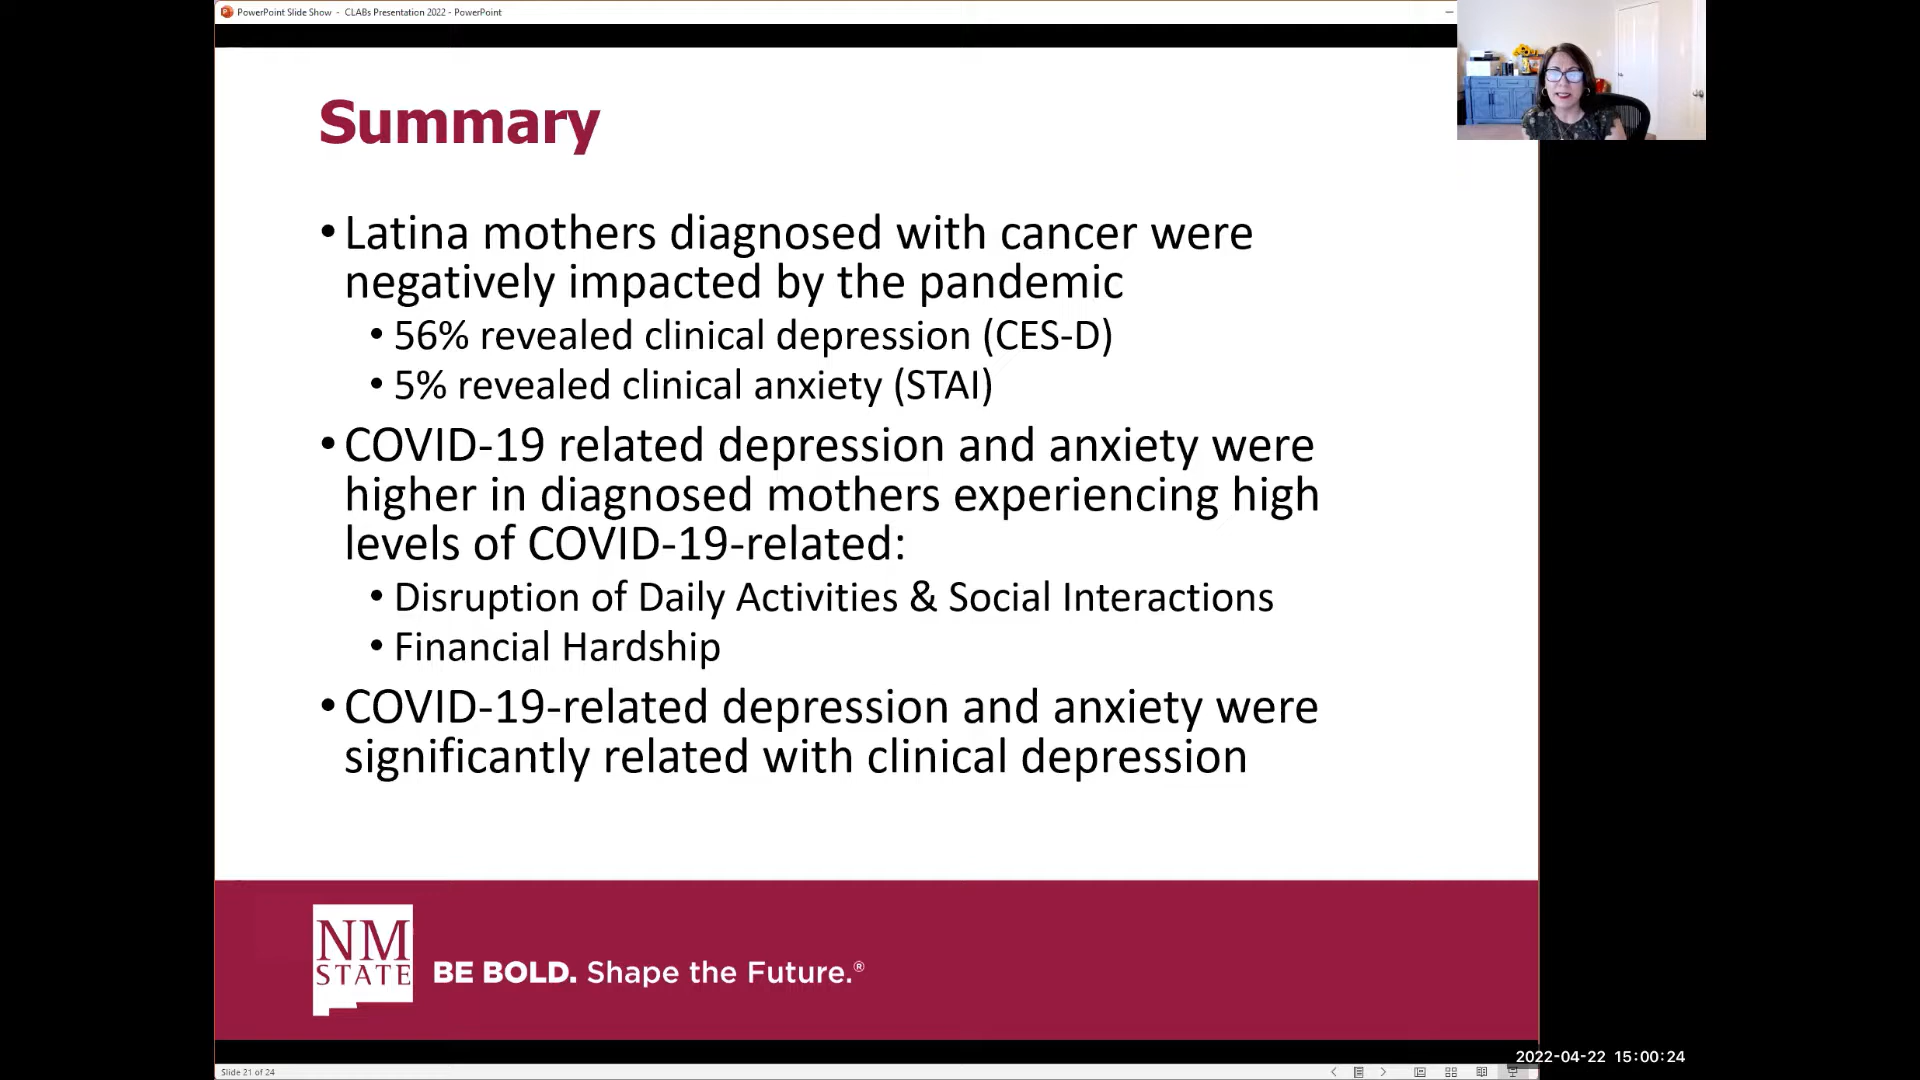 PowerPoint Slide Show - CLABs Presentation 2022 - PowerPoint
Summary
• Latina mothers diagnosed with cancer were
negatively impacted by the pandemic
• 56% revealed clinical depression (CES-D)
• 5% revealed clinical anxiety (STAI)
• COVID-19 related depression and anxiety were
higher in diagnosed mothers experiencing high
levels of COVID-19-related:
• Disruption of Daily Activities & Social Interactions
• Financial Hardship
• COVID-19-related depression and anxiety were
significantly related with clinical depression
NM
STATE
BE BOLD. Shape the Future.®
2022-04-22 15:00:24
Slide 21 of 24